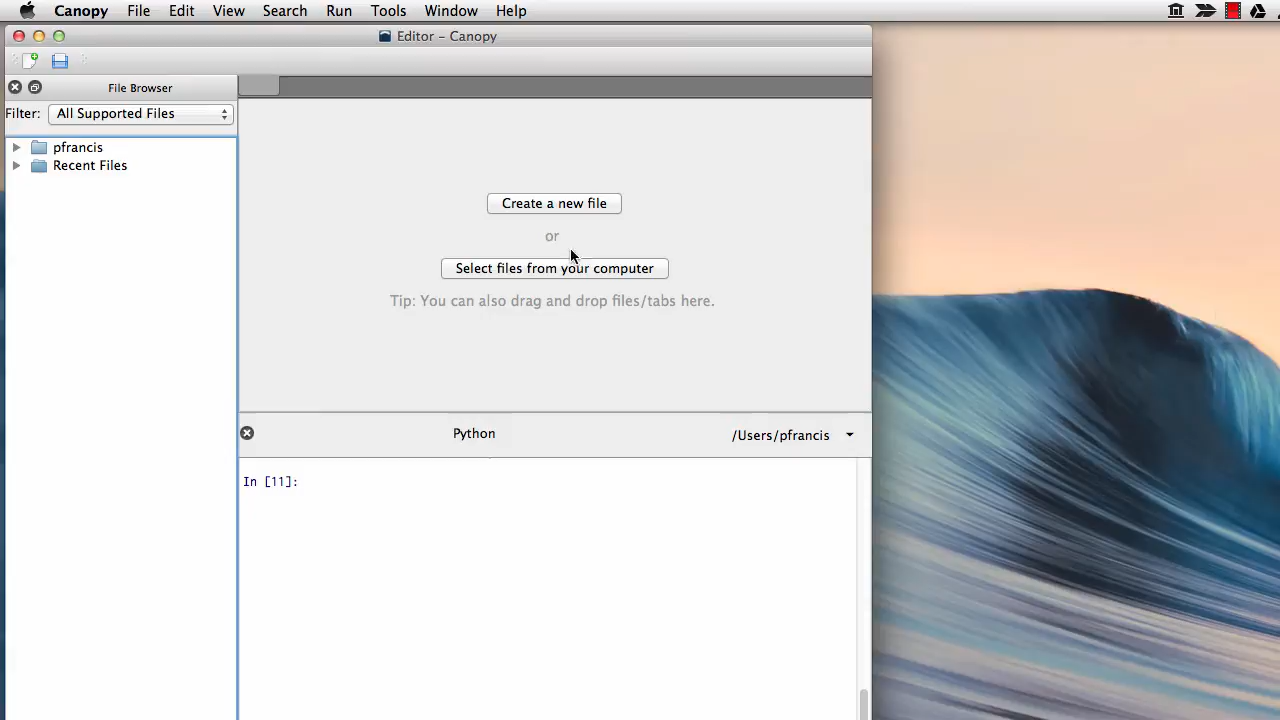 Canopy File Edit View Search Run Tools Window Help
Editor – Canopy
File Browser
Filter: All Supported Files
pfrancis
Recent Files
Create a new file
or
Select files from your computer
Tip: You can also drag and drop files/tabs here.
Python /Users/pfrancis
In [11]: